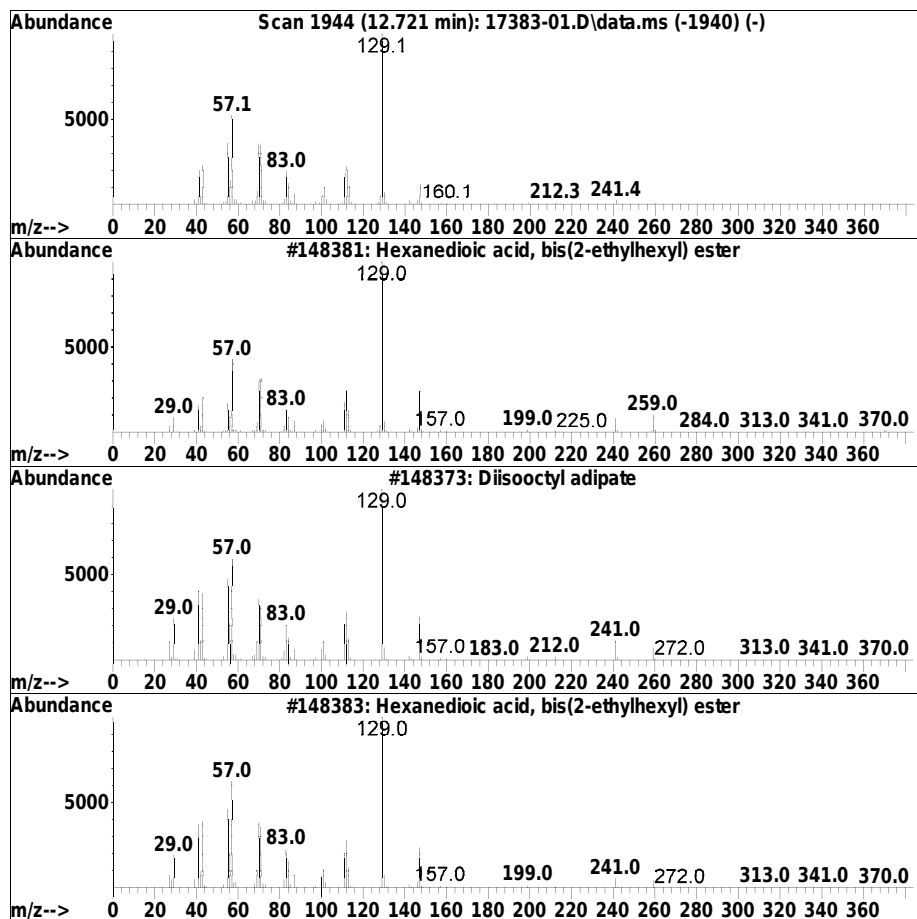 Abundance Scan 1944 (12.721 min): 17383-01.D\data.ms (-1940) (-)
129.1
57.1
5000
83.0
160.1 212.3 241.4
m/z--> 0 20 40 60 80 100 120 140 160 180 200 220 240 260 280 300 320 340 360
Abundance #148381: Hexanedioic acid, bis(2-ethylhexyl) ester
129.0
5000 57.0
29.0 83.0 259.0
157.0 199.0 225.0 284.0 313.0 341.0 370.0
m/z--> 0 20 40 60 80 100 120 140 160 180 200 220 240 260 280 300 320 340 360
Abundance #148373: Diisooctyl adipate
129.0
57.0
5000
29.0 83.0 241.0
157.0 183.0 212.0 272.0 313.0 341.0 370.0
m/z--> 0 20 40 60 80 100 120 140 160 180 200 220 240 260 280 300 320 340 360
Abundance #148383: Hexanedioic acid, bis(2-ethylhexyl) ester
129.0
57.0
5000
29.0 83.0
157.0 199.0 241.0 272.0 313.0 341.0 370.0
m/z--> 0 20 40 60 80 100 120 140 160 180 200 220 240 260 280 300 320 340 360